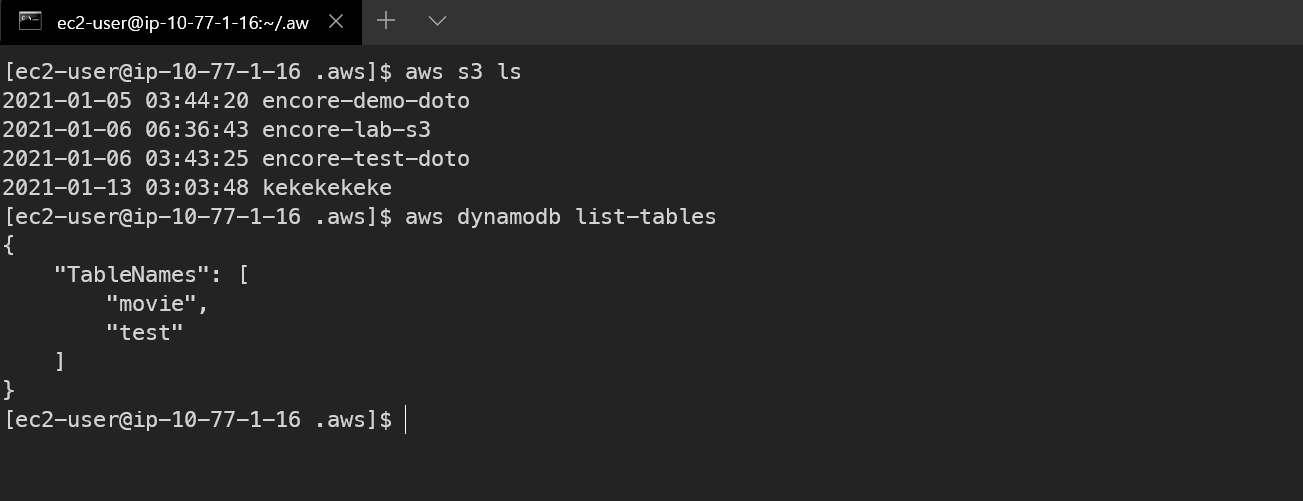 ec2-user@ip-10-77-1-16:~/.aw
[ec2-user@ip-10-77-1-16 .aws]$ aws s3 ls
2021-01-05 03:44:20 encore-demo-doto
2021-01-06 06:36:43 encore-lab-s3
2021-01-06 03:43:25 encore-test-doto
2021-01-13 03:03:48 kekekekeke
[ec2-user@ip-10-77-1-16 .aws]$ aws dynamodb list-tables
{
    "TableNames": [
        "movie",
        "test"
    ]
}
[ec2-user@ip-10-77-1-16 .aws]$